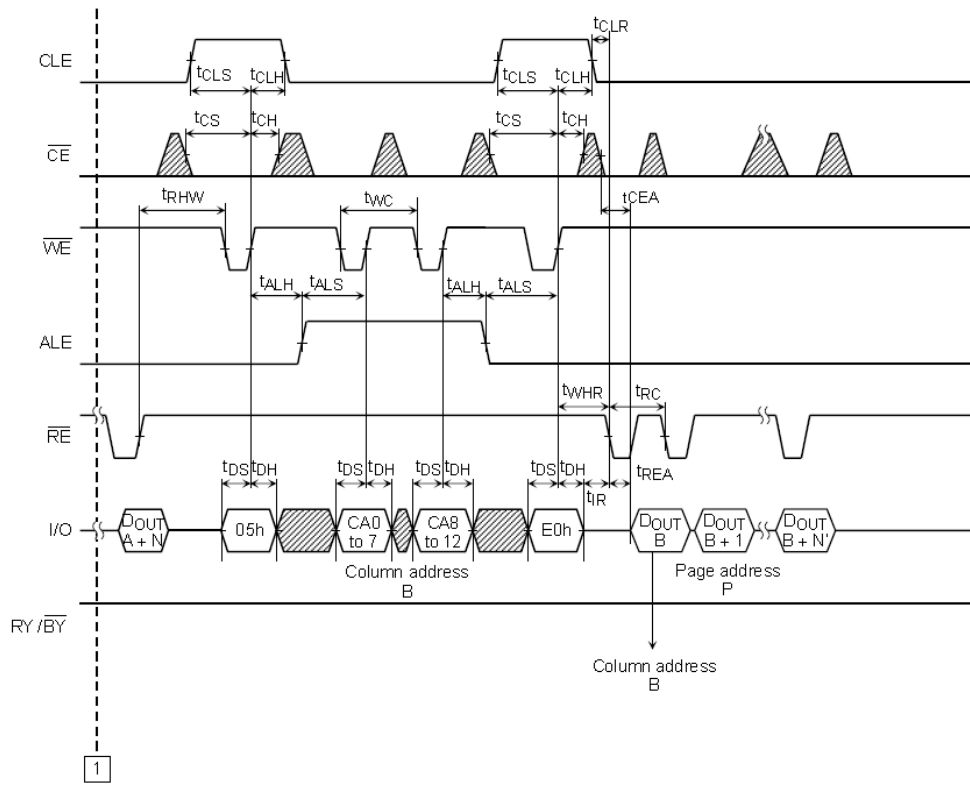 tCLR
CLE
tCLS tCLH tCLS tCLH
tCS tCH tCS tCH
CE
tRHW tWC tCEA
WE
tALH tALS tALH tALS
ALE
tWHR tRC
RE
tDS tDH tDS tDH tDS tDH tDS tDH tIR tREA
I/O
DOUT A + N
05h
CA0 to 7
CA8 to 12
E0h
DOUT B
DOUT B + 1
DOUT B + N'
Column address
B
Page address
P
RY /BY
Column address
B
1